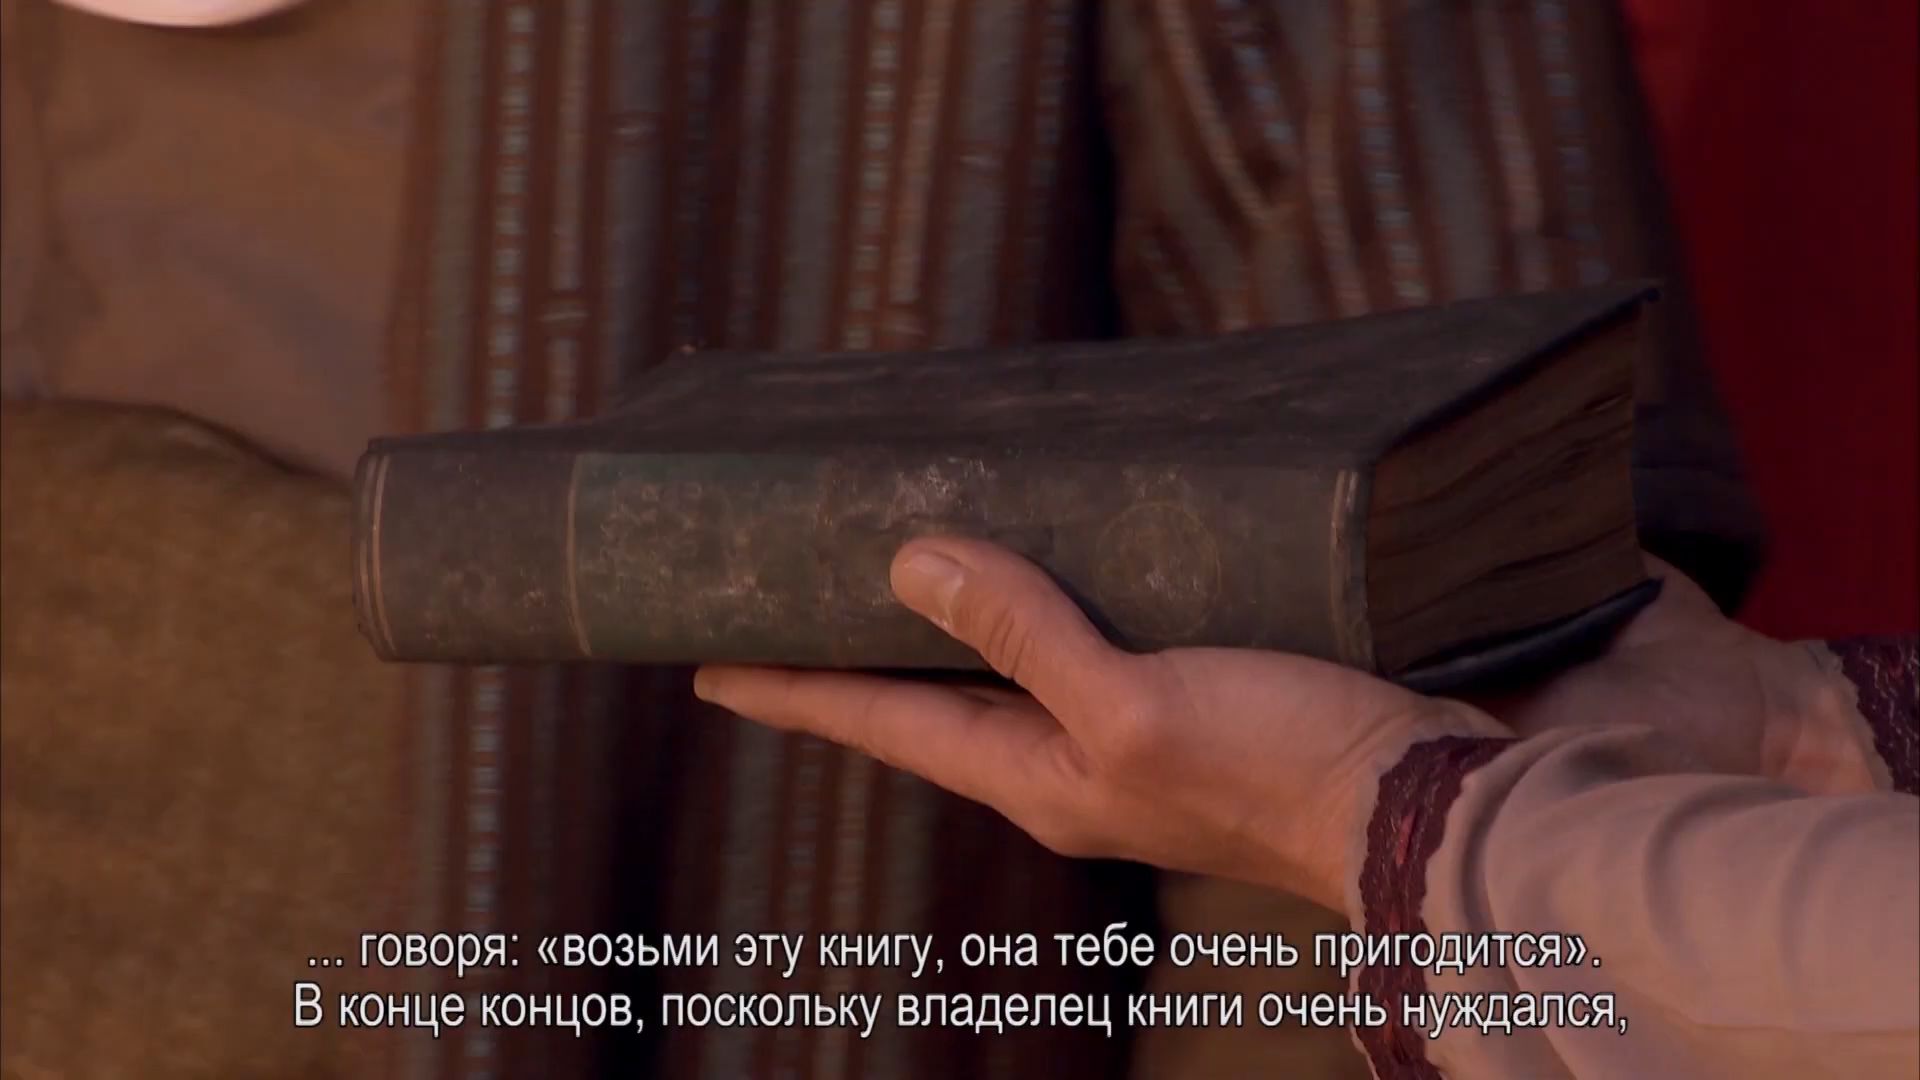 ... говоря: «возьми эту книгу, она тебе очень пригодится».
В конце концов, поскольку владелец книги очень нуждался,